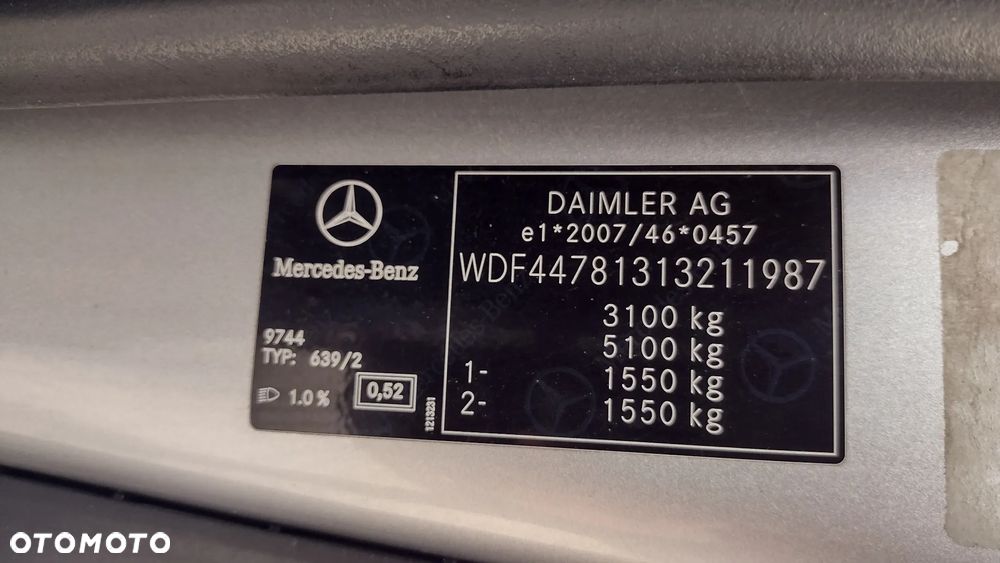 Mercedes-Benz
9744
TYP: 639/2
1.0 %
0,52
1213231
DAIMLER AG
e1*2007/46*0457
WDF44781313211987
3100 kg
5100 kg
1- 1550 kg
2- 1550 kg
OTOMOTO